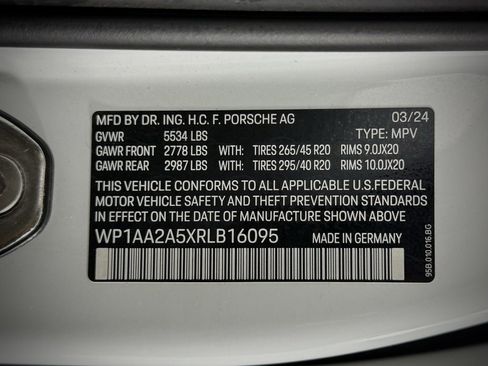 MFD BY DR. ING. H.C. F. PORSCHE AG 03/24
GVWR 5534 LBS TYPE: MPV
GAWR FRONT 2778 LBS WITH: TIRES 265/45 R20 RIMS 9.0JX20
GAWR REAR 2987 LBS WITH: TIRES 295/40 R20 RIMS 10.0JX20
THIS VEHICLE CONFORMS TO ALL APPLICABLE U.S. FEDERAL
MOTOR VEHICLE SAFETY AND THEFT PREVENTION STANDARDS
IN EFFECT ON THE DATE OF MANUFACTURE SHOWN ABOVE
WP1AA2A5XRLB16095 MADE IN GERMANY
95B.010.016.BG